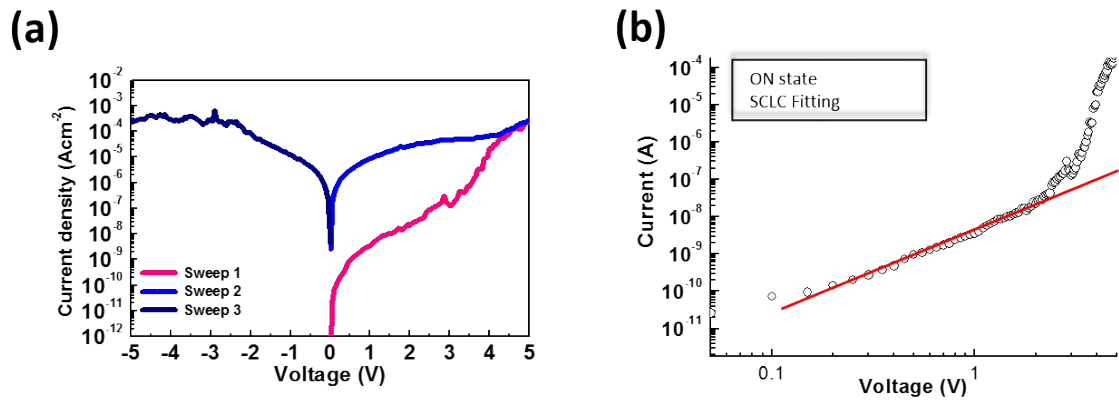 (a)
(b)
10^-2
10^-3
10^-4
10^-5
10^-6
10^-7
10^-8
10^-9
10^-10
10^-11
10^-12
Current density (Acm^-2)
Sweep 1
Sweep 2
Sweep 3
-5 -4 -3 -2 -1 0 1 2 3 4 5
Voltage (V)
ON state
SCLC Fitting
10^-4
10^-5
10^-6
10^-7
10^-8
10^-9
10^-10
10^-11
Current (A)
0.1 1
Voltage (V)